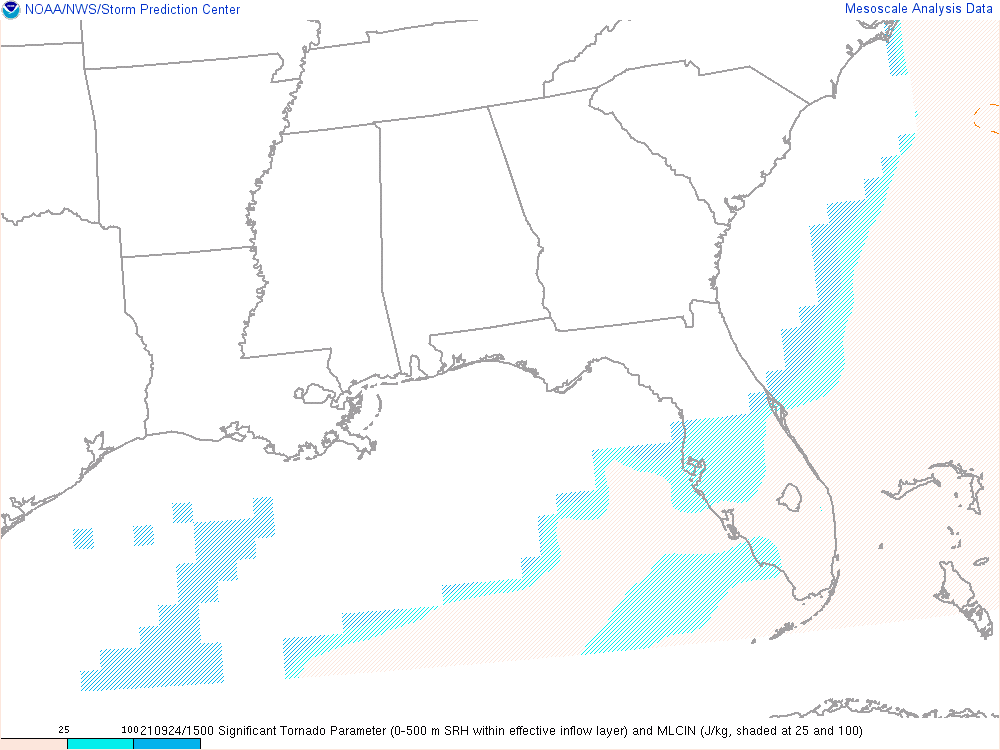 NOAA/NWS/Storm Prediction Center
Mesoscale Analysis Data
25 100
210924/1500 Significant Tornado Parameter (0-500 m SRH within effective inflow layer) and MLCIN (J/kg, shaded at 25 and 100)